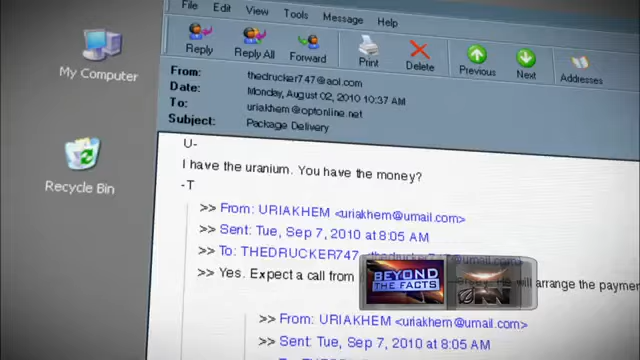 File Edit View Tools Message Help
Reply Reply All Forward Print Delete Previous Next Addresses
My Computer
Recycle Bin
From: thedrucker747@aol.com
Date: Monday, August 02, 2010 10:37 AM
To: uriakhem@optonline.net
Subject: Package Delivery
U-
I have the uranium. You have the money?
-T
>> From: URIAKHEM <uriakhem@umail.com>
>> Sent: Tue, Sep 7, 2010 at 8:05 AM
>> To: THEDRUCKER747
>> Yes. Expect a call from will arrange the paymen
BEYOND
THE FACTS
>> From: URIAKHEM <uriakhem@umail.com>
>> Sent: Tue, Sep 7, 2010 at 8:05 AM